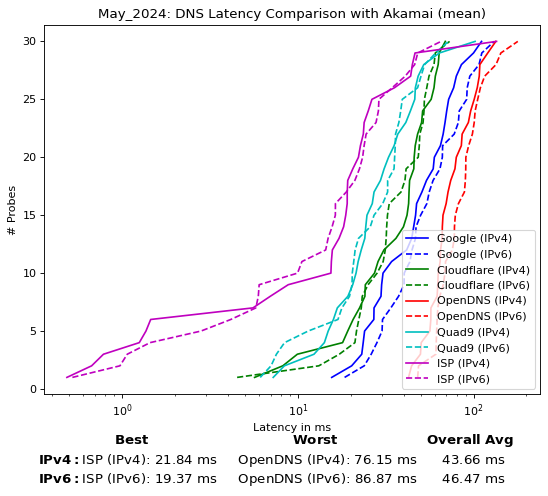 May_2024: DNS Latency Comparison with Akamai (mean)
30
25
20
15
10
5
0
# Probes
Google (IPv4)
Google (IPv6)
Cloudflare (IPv4)
Cloudflare (IPv6)
OpenDNS (IPv4)
OpenDNS (IPv6)
Quad9 (IPv4)
Quad9 (IPv6)
ISP (IPv4)
ISP (IPv6)
10⁰ 10¹ 10²
Latency in ms
Best Worst Overall Avg
IPv4: ISP (IPv4): 21.84 ms OpenDNS (IPv4): 76.15 ms 43.66 ms
IPv6: ISP (IPv6): 19.37 ms OpenDNS (IPv6): 86.87 ms 46.47 ms